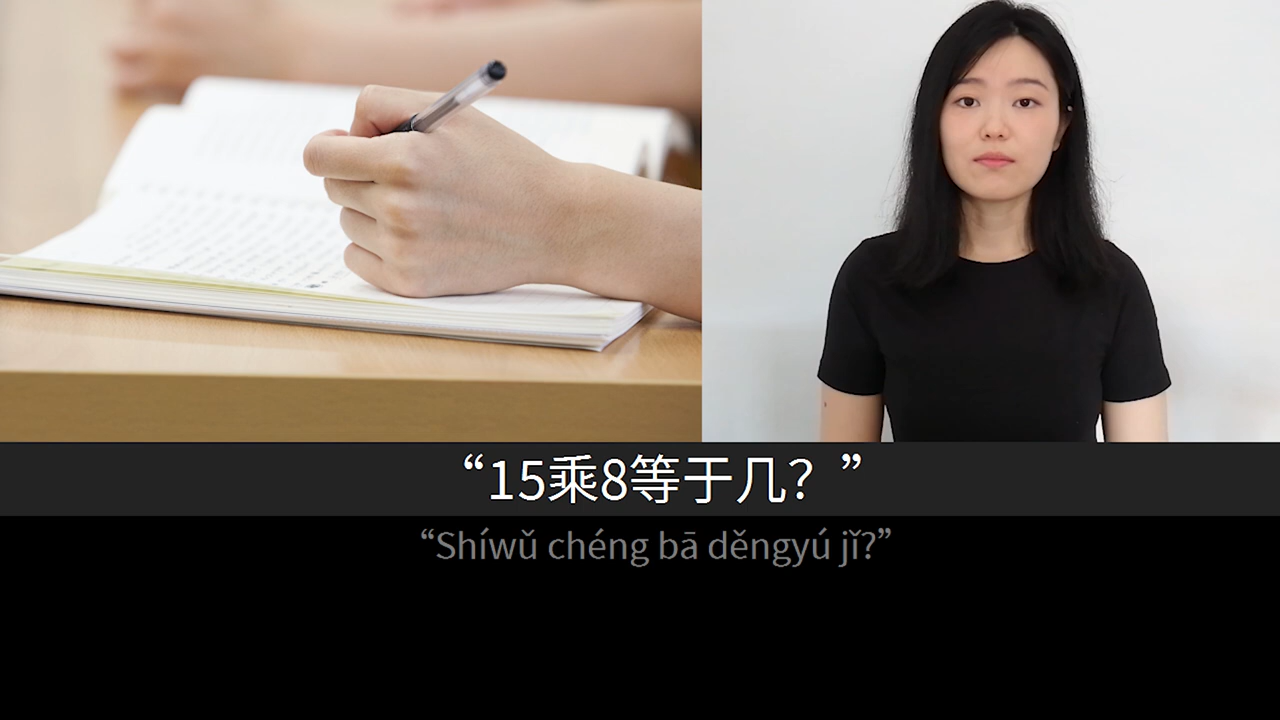 “15乘8等于几？”
“Shíwǔ chéng bā děngyú jǐ?”